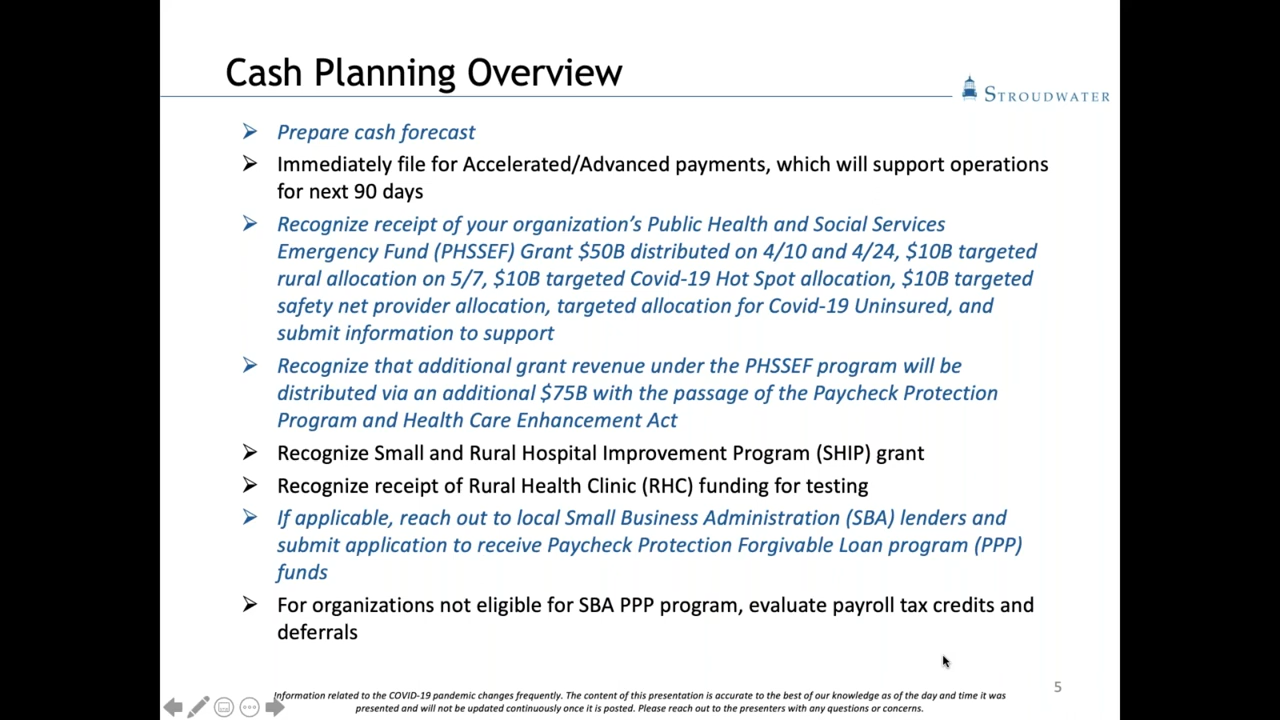 Cash Planning Overview
STROUDWATER
➢ Prepare cash forecast
➢ Immediately file for Accelerated/Advanced payments, which will support operations
for next 90 days
➢ Recognize receipt of your organization’s Public Health and Social Services
Emergency Fund (PHSSEF) Grant $50B distributed on 4/10 and 4/24, $10B targeted
rural allocation on 5/7, $10B targeted Covid-19 Hot Spot allocation, $10B targeted
safety net provider allocation, targeted allocation for Covid-19 Uninsured, and
submit information to support
➢ Recognize that additional grant revenue under the PHSSEF program will be
distributed via an additional $75B with the passage of the Paycheck Protection
Program and Health Care Enhancement Act
➢ Recognize Small and Rural Hospital Improvement Program (SHIP) grant
➢ Recognize receipt of Rural Health Clinic (RHC) funding for testing
➢ If applicable, reach out to local Small Business Administration (SBA) lenders and
submit application to receive Paycheck Protection Forgivable Loan program (PPP)
funds
➢ For organizations not eligible for SBA PPP program, evaluate payroll tax credits and
deferrals
5
Information related to the COVID-19 pandemic changes frequently. The content of this presentation is accurate to the best of our knowledge as of the day and time it was
presented and will not be updated continuously once it is posted. Please reach out to the presenters with any questions or concerns.